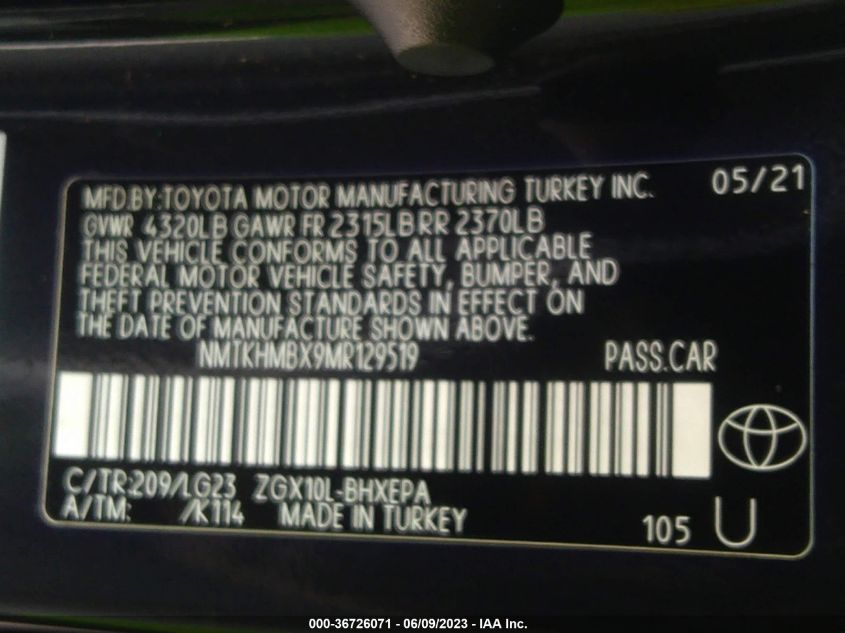 MFD.BY:TOYOTA MOTOR MANUFACTURING TURKEY INC. 05/21
GVWR 4320LB GAWR FR 2315LB RR 2370LB
THIS VEHICLE CONFORMS TO ALL APPLICABLE
FEDERAL MOTOR VEHICLE SAFETY, BUMPER, AND
THEFT PREVENTION STANDARDS IN EFFECT ON
THE DATE OF MANUFACTURE SHOWN ABOVE.
NMTKHMBX9MR129519 PASS.CAR
C/TR:209/LG23 ZGX10L-BHXEPA
A/TM: /K114 MADE IN TURKEY 105 U
000-36726071 - 06/09/2023 - IAA Inc.